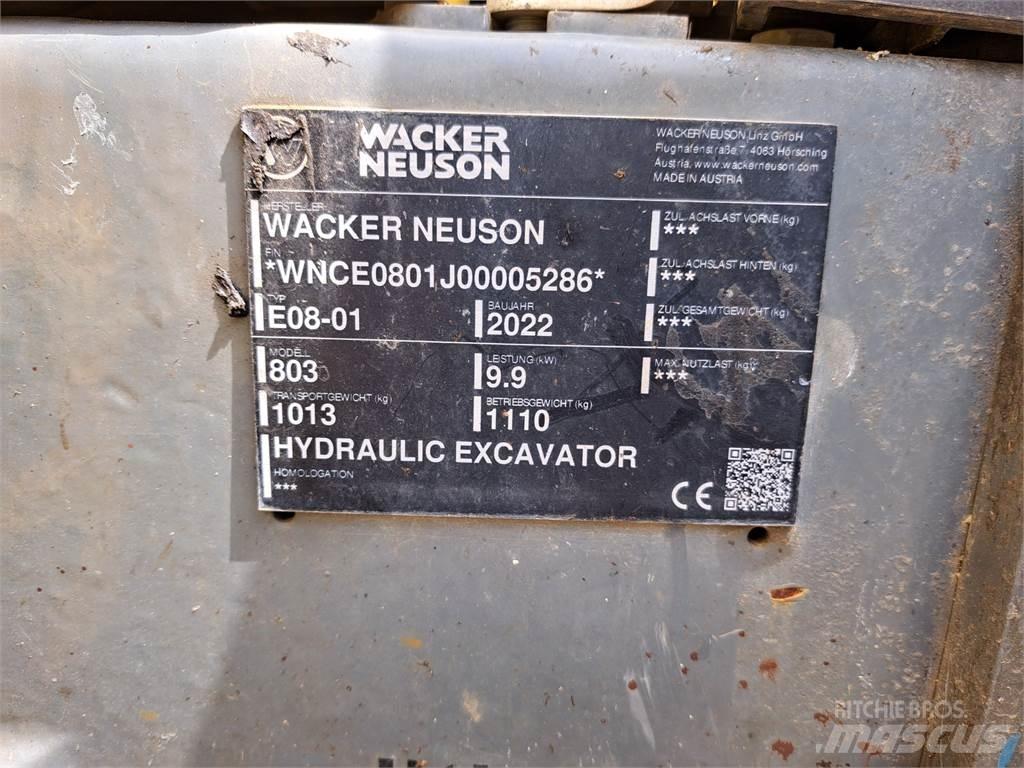 WACKER
NEUSON
WACKER NEUSON Linz GmbH
Flughafenstraße 7, 4063 Hörsching
Austria, www.wackerneuson.com
MADE IN AUSTRIA
HERSTELLER
WACKER NEUSON
ZUL. ACHSLAST VORNE (kg)
***
FIN
*WNCE0801J00005286*
ZUL. ACHSLAST HINTEN (kg)
***
TYP
E08-01
BAUJAHR
2022
ZUL. GESAMTGEWICHT (kg)
***
MODELL
803
LEISTUNG (kW)
9.9
MAX. NUTZLAST (kg)
***
TRANSPORTGEWICHT (kg)
1013
BETRIEBSGEWICHT (kg)
1110
HYDRAULIC EXCAVATOR
HOMOLOGATION
***
CE
RITCHIE BROS.
MASCUS